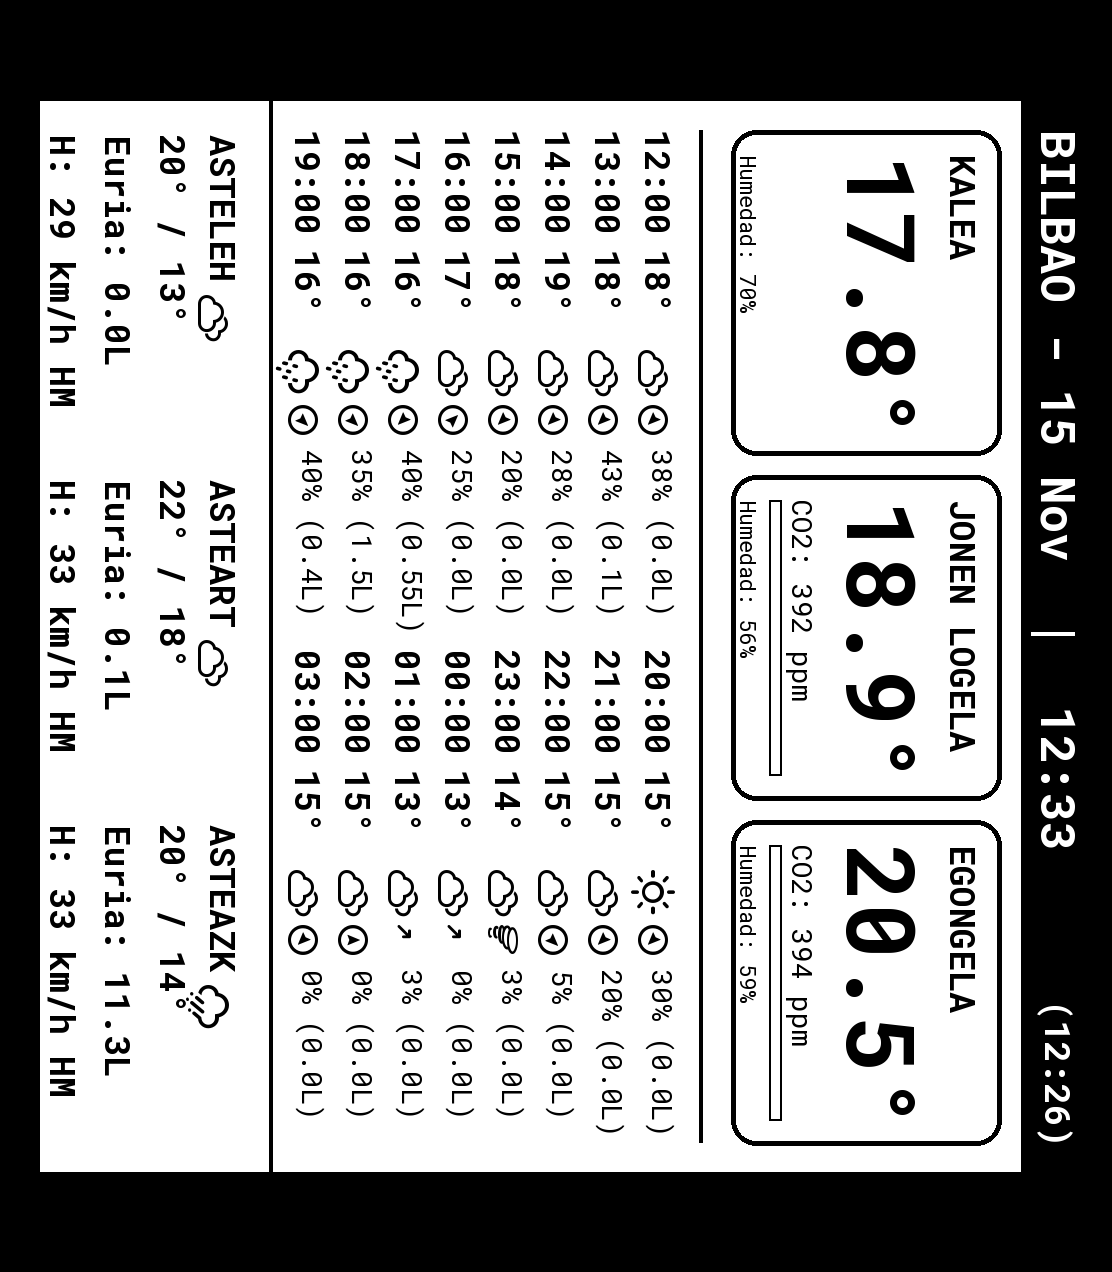 BILBAO - 15 Nov | 12:33 (12:26)
KALEA
17.8°
Humedad: 70%
JONEN LOGELA
18.9°
CO2: 392 ppm
Humedad: 56%
EGONGELA
20.5°
CO2: 394 ppm
Humedad: 59%
12:00 18° 38% (0.0L) 20:00 15° 30% (0.0L)
13:00 18° 43% (0.1L) 21:00 15° 20% (0.0L)
14:00 19° 28% (0.0L) 22:00 15° 5% (0.0L)
15:00 18° 20% (0.0L) 23:00 14° 3% (0.0L)
16:00 17° 25% (0.0L) 00:00 13° 0% (0.0L)
17:00 16° 40% (0.55L) 01:00 13° 3% (0.0L)
18:00 16° 35% (1.5L) 02:00 15° 0% (0.0L)
19:00 16° 40% (0.4L) 03:00 15° 0% (0.0L)
ASTELEH
20° / 13°
Euria: 0.0L
H: 29 km/h HM
ASTEART
22° / 18°
Euria: 0.1L
H: 33 km/h HM
ASTEAZK
20° / 14°
Euria: 11.3L
H: 33 km/h HM